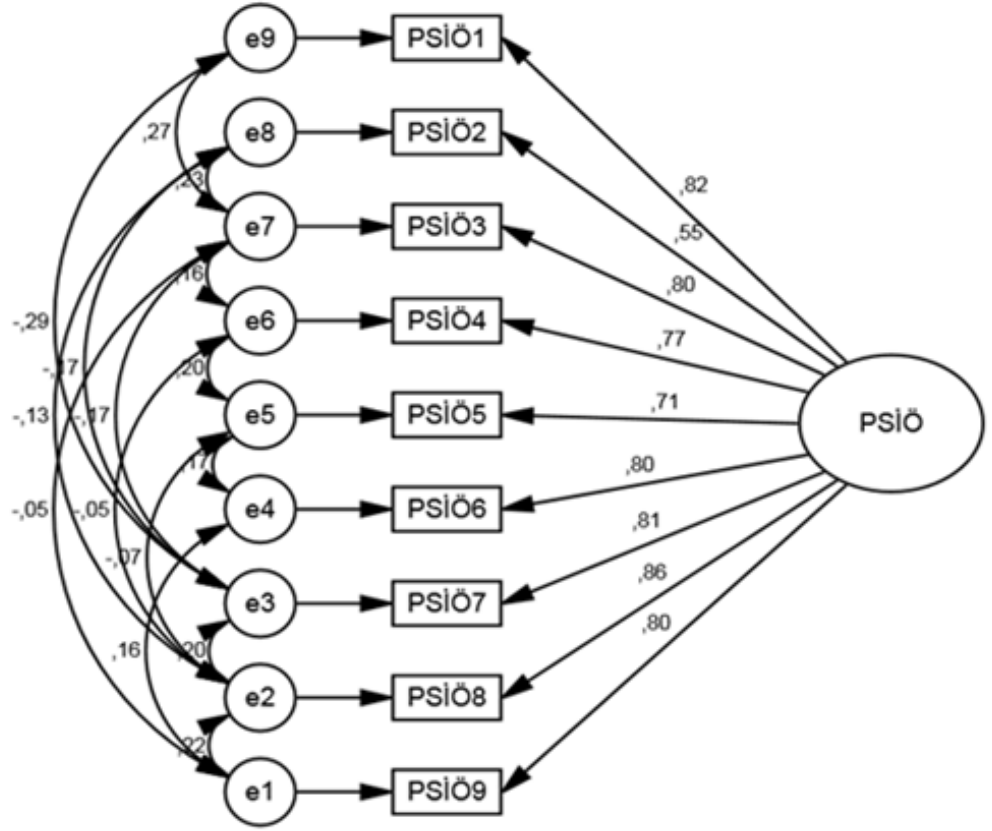 e9 PSİÖ1
,27
,82
e8 PSİÖ2
,23
,55
e7 PSİÖ3
,16
,80
e6 PSİÖ4
-,29
,77
,20
-,17
e5 PSİÖ5
,71
PSİÖ
-,13
-,17
,17
,80
e4 PSİÖ6
-,05
-,05
,81
-,07
,86
e3 PSİÖ7
,80
,16
,20
e2 PSİÖ8
,22
e1 PSİÖ9